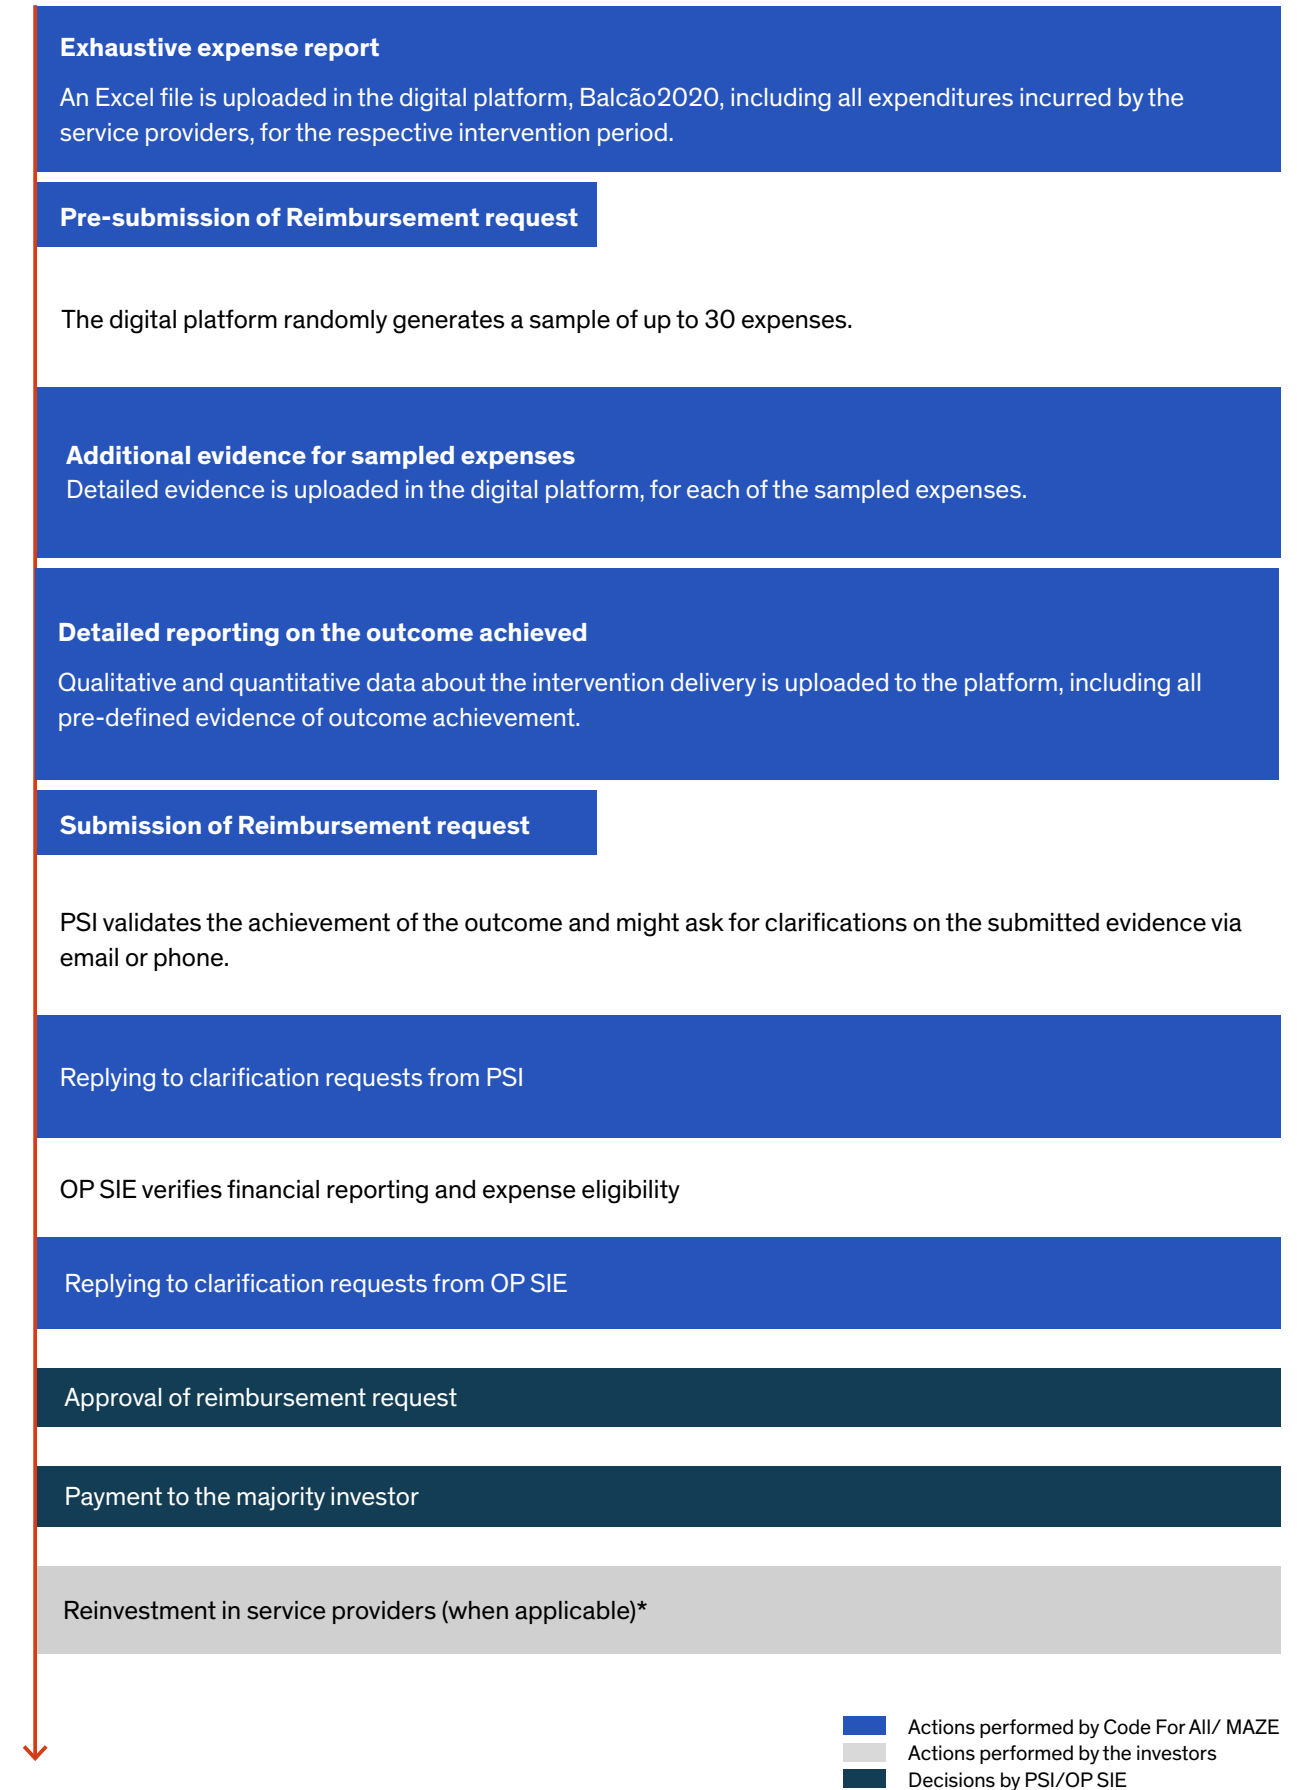 Exhaustive expense report
An Excel file is uploaded in the digital platform, Balcão2020, including all expenditures incurred by the
service providers, for the respective intervention period.
Pre-submission of Reimbursement request
The digital platform randomly generates a sample of up to 30 expenses.
Additional evidence for sampled expenses
Detailed evidence is uploaded in the digital platform, for each of the sampled expenses.
Detailed reporting on the outcome achieved
Qualitative and quantitative data about the intervention delivery is uploaded to the platform, including all
pre-defined evidence of outcome achievement.
Submission of Reimbursement request
PSI validates the achievement of the outcome and might ask for clarifications on the submitted evidence via
email or phone.
Replying to clarification requests from PSI
OP SIE verifies financial reporting and expense eligibility
Replying to clarification requests from OP SIE
Approval of reimbursement request
Payment to the majority investor
Reinvestment in service providers (when applicable)*
Actions performed by Code For All/ MAZE
Actions performed by the investors
Decisions by PSI/OP SIE